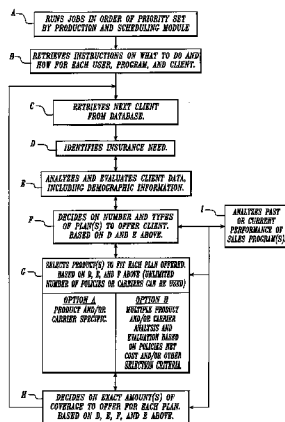 A
RUNS JOBS IN ORDER OF PRIORITY SET
BY PRODUCTION AND SCHEDULING MODULE
B
RETRIEVES INSTRUCTIONS ON WHAT TO DO AND
HOW FOR EACH USER, PROGRAM, AND CLIENT.
C
RETRIEVES NEXT CLIENT
FROM DATABASE.
D
IDENTIFIES INSURANCE NEED.
E
ANALYZES AND EVALUATES CLIENT DATA,
INCLUDING DEMOGRAPHIC INFORMATION.
F
DECIDES ON NUMBER AND TYPES
OF PLAN(S) TO OFFER CLIENT.
BASED ON D AND E ABOVE.
I
ANALYZES PAST
OR CURRENT
PERFORMANCE OF
SALES PROGRAM(S).
G
SELECTS PRODUCT(S) TO FIT EACH PLAN OFFERED.
BASED ON D, E, AND F ABOVE (UNLIMITED
NUMBER OF POLICIES OR CARRIERS CAN BE USED)
OPTION A
PRODUCT AND/OR
CARRIER SPECIFIC.
OPTION B
MULTIPLE PRODUCT
AND/OR CARRIER
ANALYSIS AND
EVALUATION BASED
ON POLICIES NET
COST AND/OR OTHER
SELECTION CRITERIA.
H
DECIDES ON EXACT AMOUNT(S) OF
COVERAGE TO OFFER FOR EACH PLAN.
BASED ON D, E, F, AND E ABOVE.